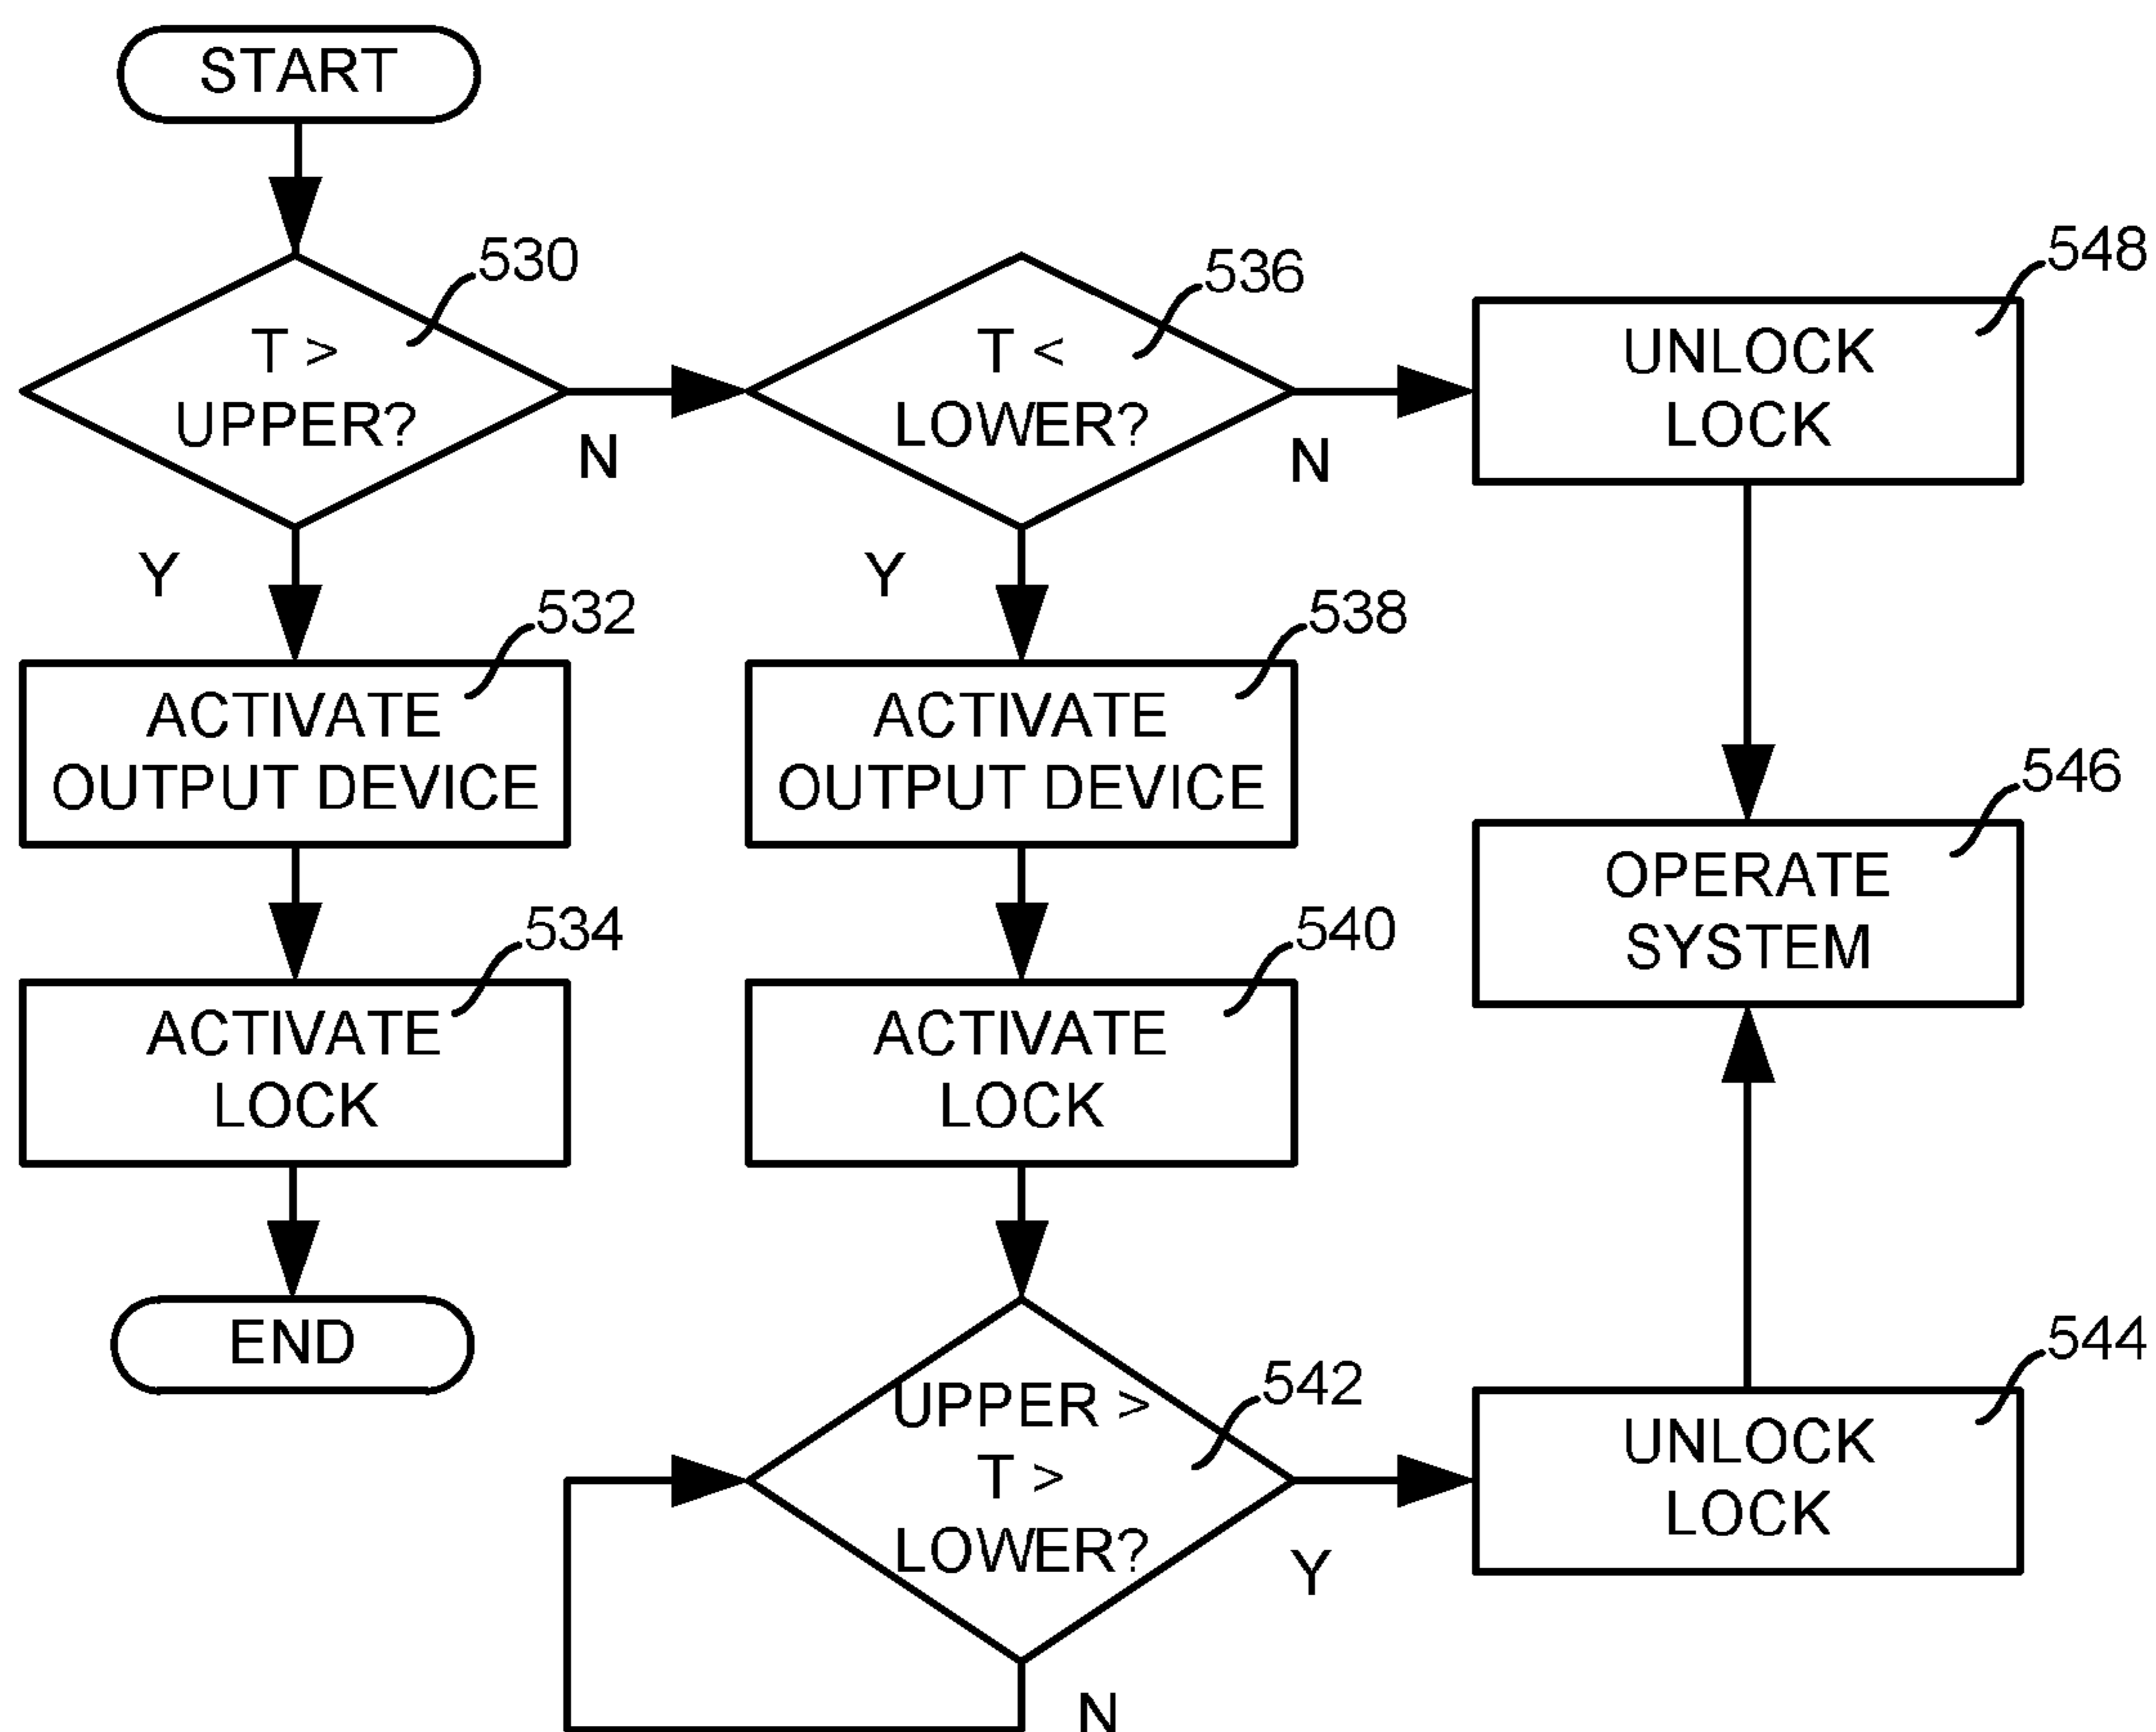 START
530
T >
UPPER?
N
Y
532
ACTIVATE
OUTPUT DEVICE
534
ACTIVATE
LOCK
END
536
T <
LOWER?
N
Y
538
ACTIVATE
OUTPUT DEVICE
540
ACTIVATE
LOCK
542
UPPER >
T >
LOWER?
Y
N
548
UNLOCK
LOCK
546
OPERATE
SYSTEM
544
UNLOCK
LOCK